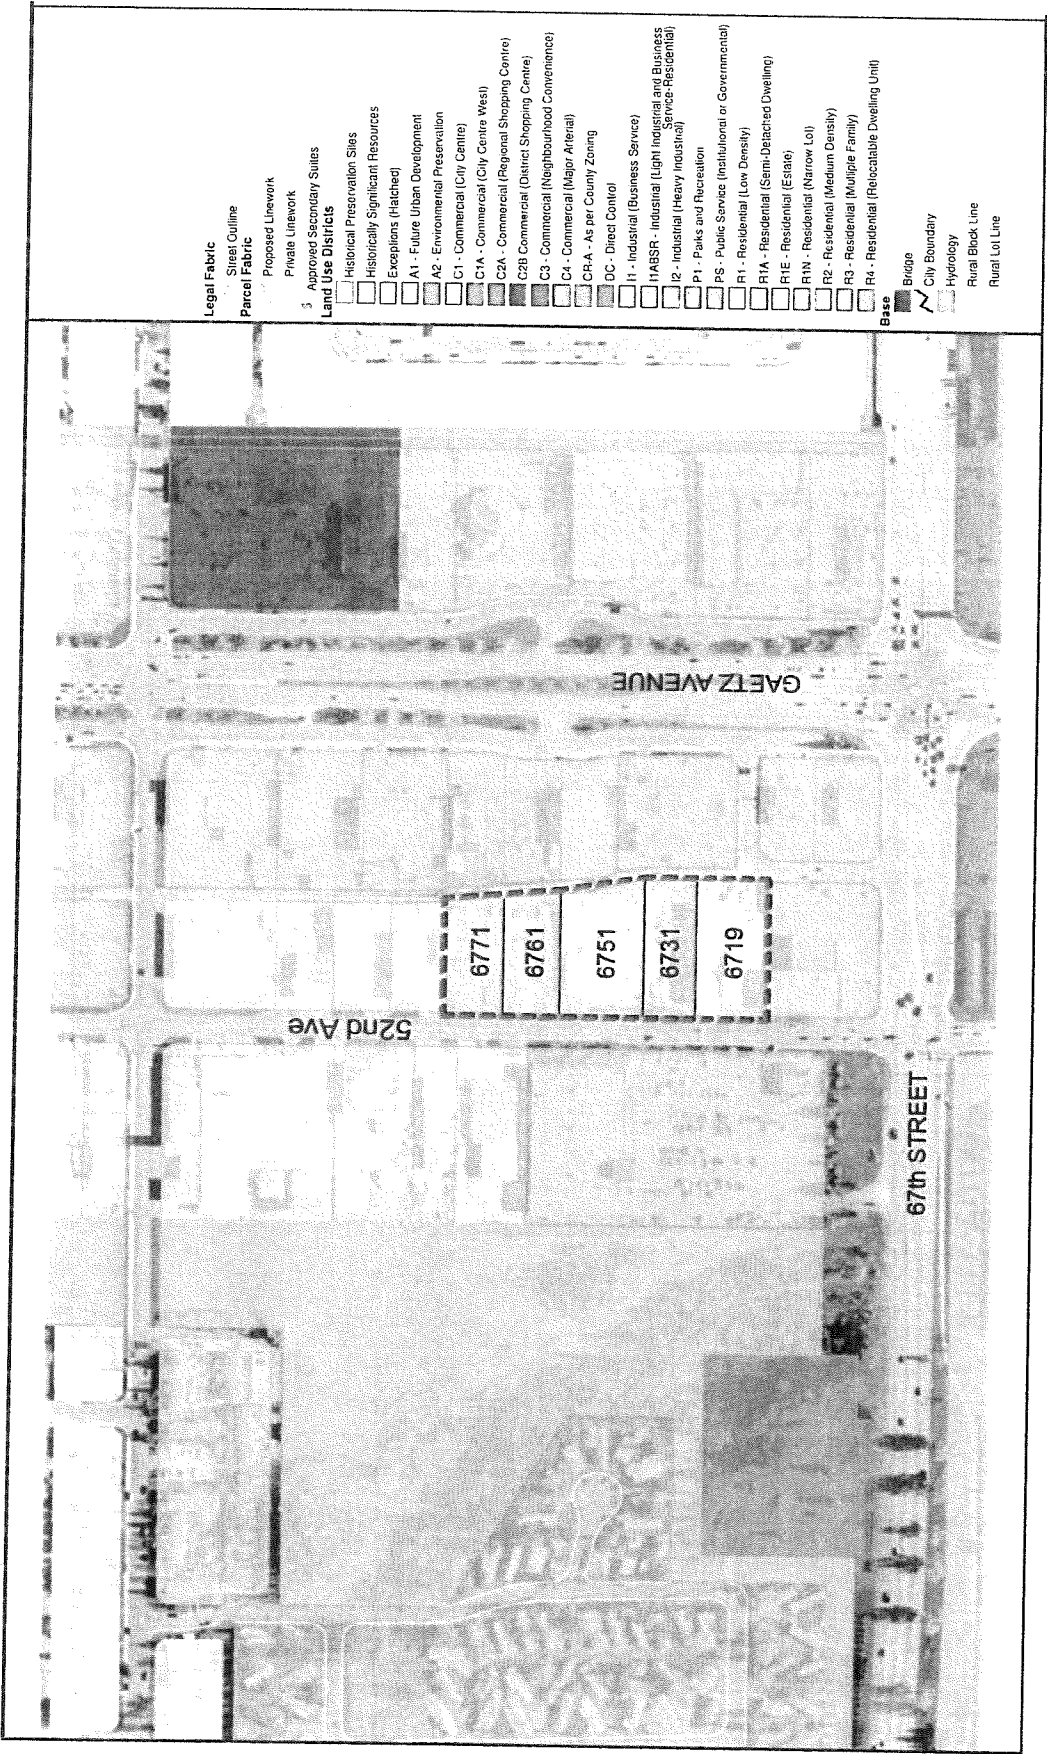 Legal Fabric
Street Outline
Parcel Fabric
Proposed Linework
Private Linework
Approved Secondary Suites
Land Use Districts
Historical Preservation Sites
Historically Significant Resources
Exceptions (Hatched)
A1 - Future Urban Development
A2 - Environmental Preservation
C1 - Commercial (City Centre)
C1A - Commercial (City Centre West)
C2A - Comercial (Regional Shopping Centre)
C2B Commercial (District Shopping Centre)
C3 - Commercial (Neighbourhood Convenience)
C4 - Commercial (Major Arterial)
CR-A - As per County Zoning
DC - Direct Control
I1 - Industrial (Business Service)
I1ABSR - Industrial (Light Industrial and Business
Service-Residential)
I2 - Industrial (Heavy Industrial)
P1 - Parks and Recreation
PS - Public Service (Institutional or Governmental)
R1 - Residential (Low Density)
R1A - Residential (Semi-Detached Dwelling)
R1E - Residential (Estate)
R1N - Residential (Narrow Lot)
R2 - Residential (Medium Density)
R3 - Residential (Multiple Family)
R4 - Residential (Relocatable Dwelling Unit)
Base
Bridge
City Boundary
Hydrology
Rural Block Line
Rural Lot Line
GAETZ AVENUE
6771
6761
6751
6731
6719
52nd Ave
67th STREET